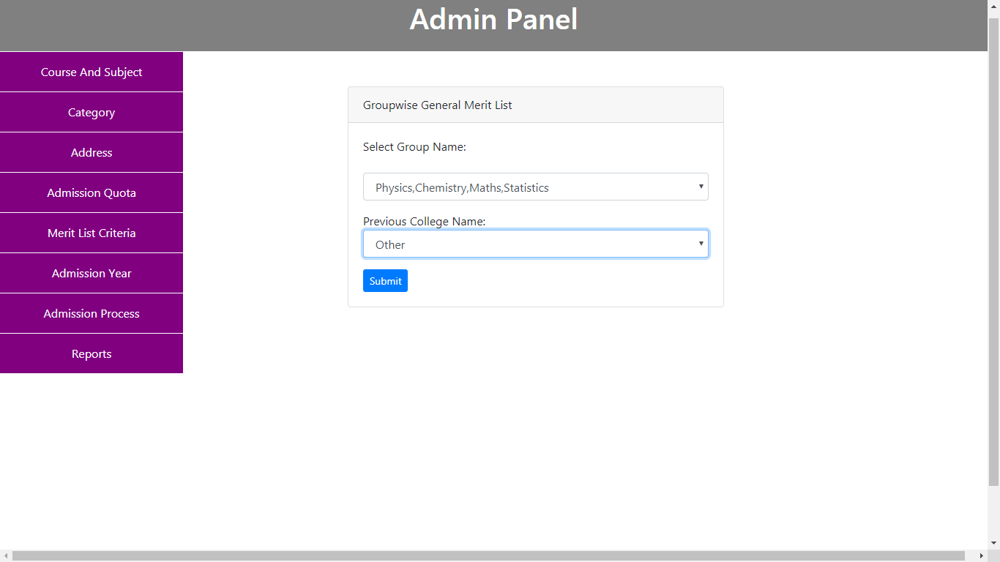 Admin Panel
Course And Subject
Category
Address
Admission Quota
Merit List Criteria
Admission Year
Admission Process
Reports
Groupwise General Merit List
Select Group Name:
Physics,Chemistry,Maths,Statistics
Previous College Name:
Other
Submit